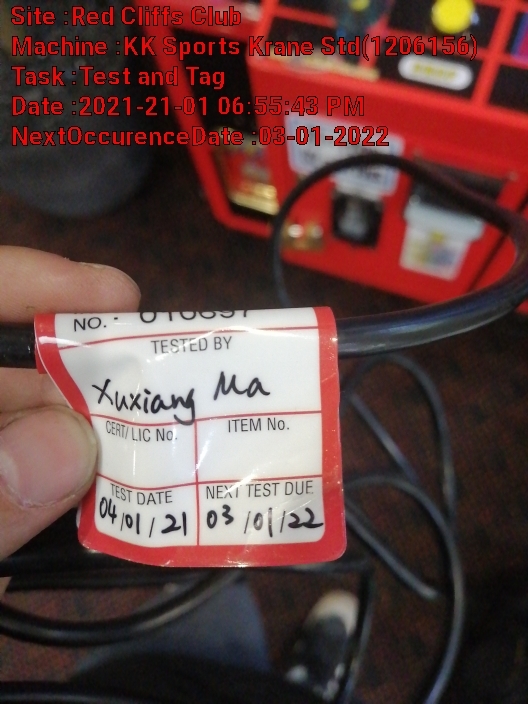 Site :Red Cliffs Club
Machine :KK Sports Krane Std(1206156)
Task :Test and Tag
Date :2021-21-01 06:55:43 PM
NextOccurenceDate :03-01-2022
NO. -
TESTED BY
Xuxiang Ma
CERT/ LIC No.
ITEM No.
TEST DATE
NEXT TEST DUE
04/01/21
03/01/22